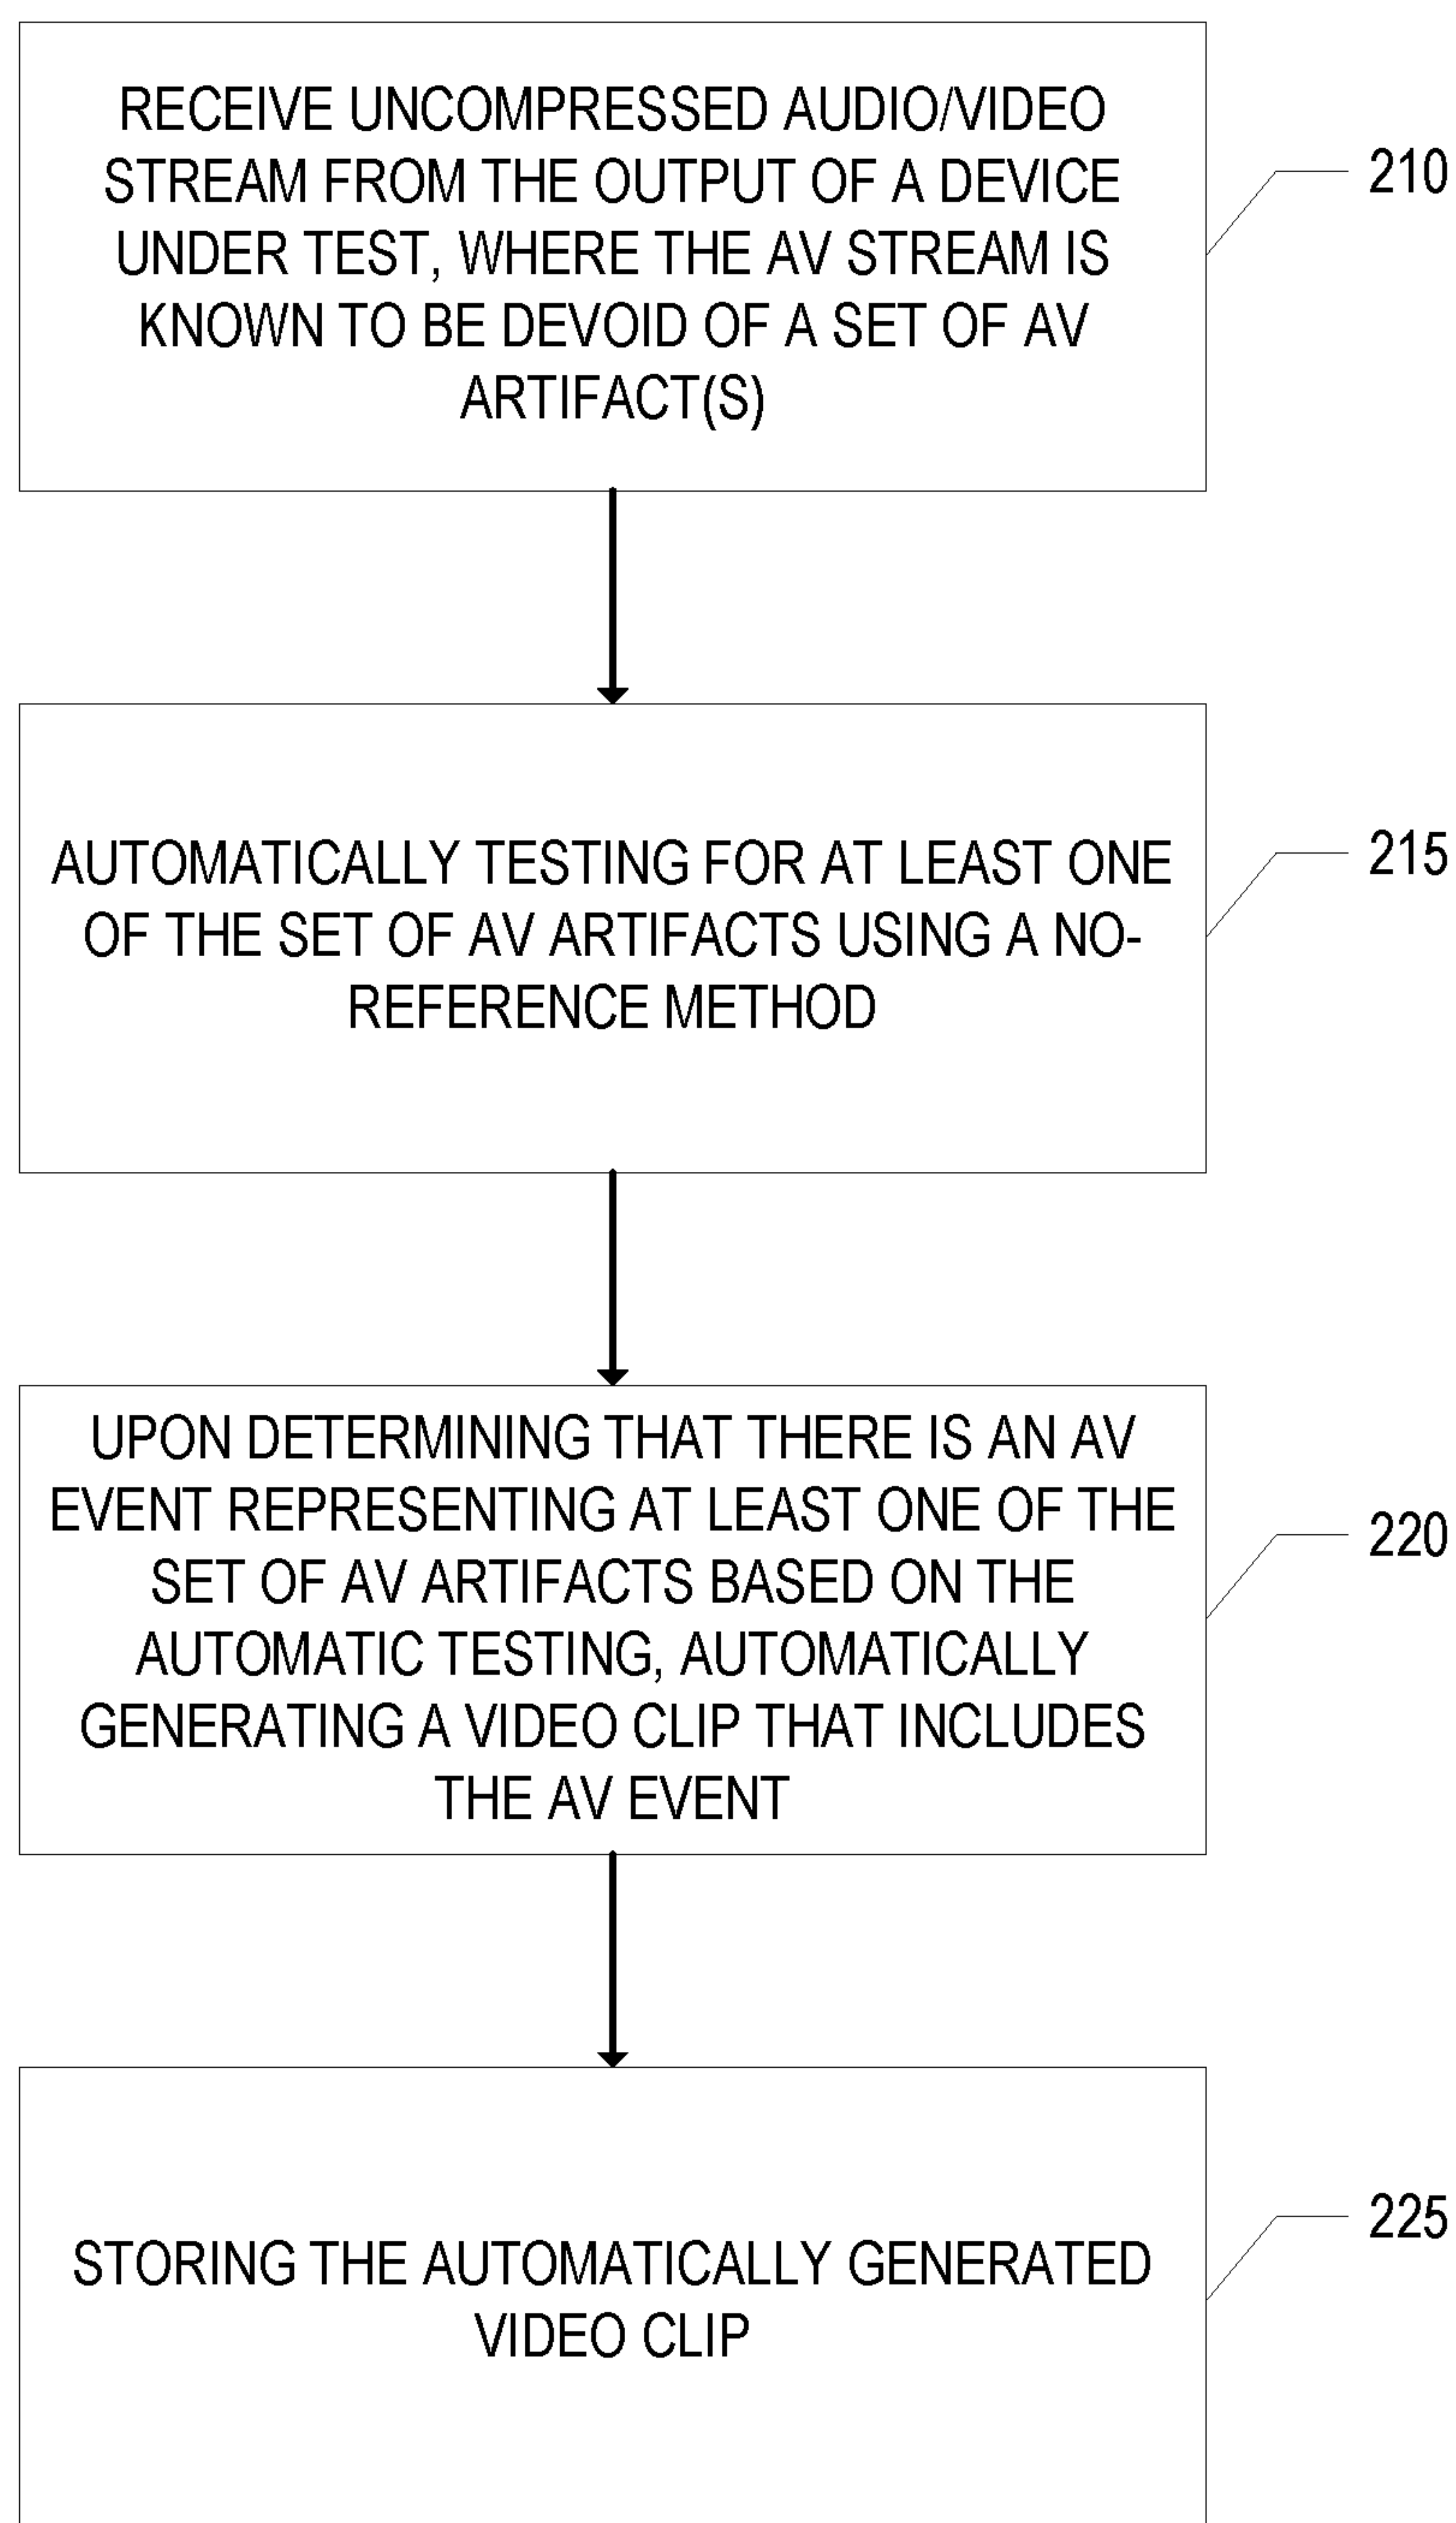 RECEIVE UNCOMPRESSED AUDIO/VIDEO
STREAM FROM THE OUTPUT OF A DEVICE
UNDER TEST, WHERE THE AV STREAM IS
KNOWN TO BE DEVOID OF A SET OF AV
ARTIFACT(S)
210
AUTOMATICALLY TESTING FOR AT LEAST ONE
OF THE SET OF AV ARTIFACTS USING A NO-
REFERENCE METHOD
215
UPON DETERMINING THAT THERE IS AN AV
EVENT REPRESENTING AT LEAST ONE OF THE
SET OF AV ARTIFACTS BASED ON THE
AUTOMATIC TESTING, AUTOMATICALLY
GENERATING A VIDEO CLIP THAT INCLUDES
THE AV EVENT
220
STORING THE AUTOMATICALLY GENERATED
VIDEO CLIP
225